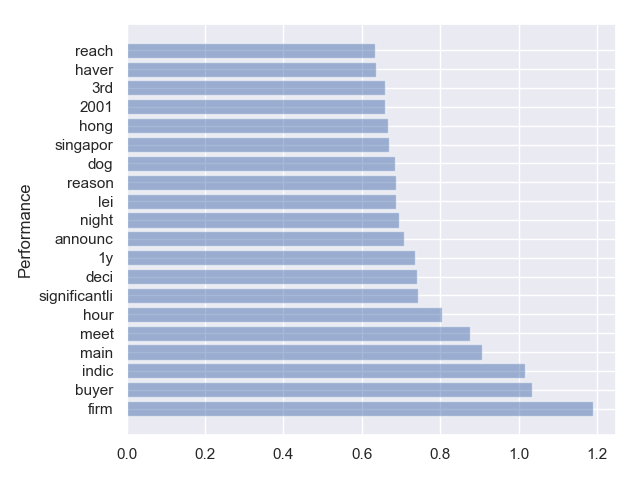 reach
haver
3rd
2001
hong
singapor
dog
reason
lei
night
announc
1y
deci
significantli
hour
meet
main
indic
buyer
firm
Performance
0.0 0.2 0.4 0.6 0.8 1.0 1.2